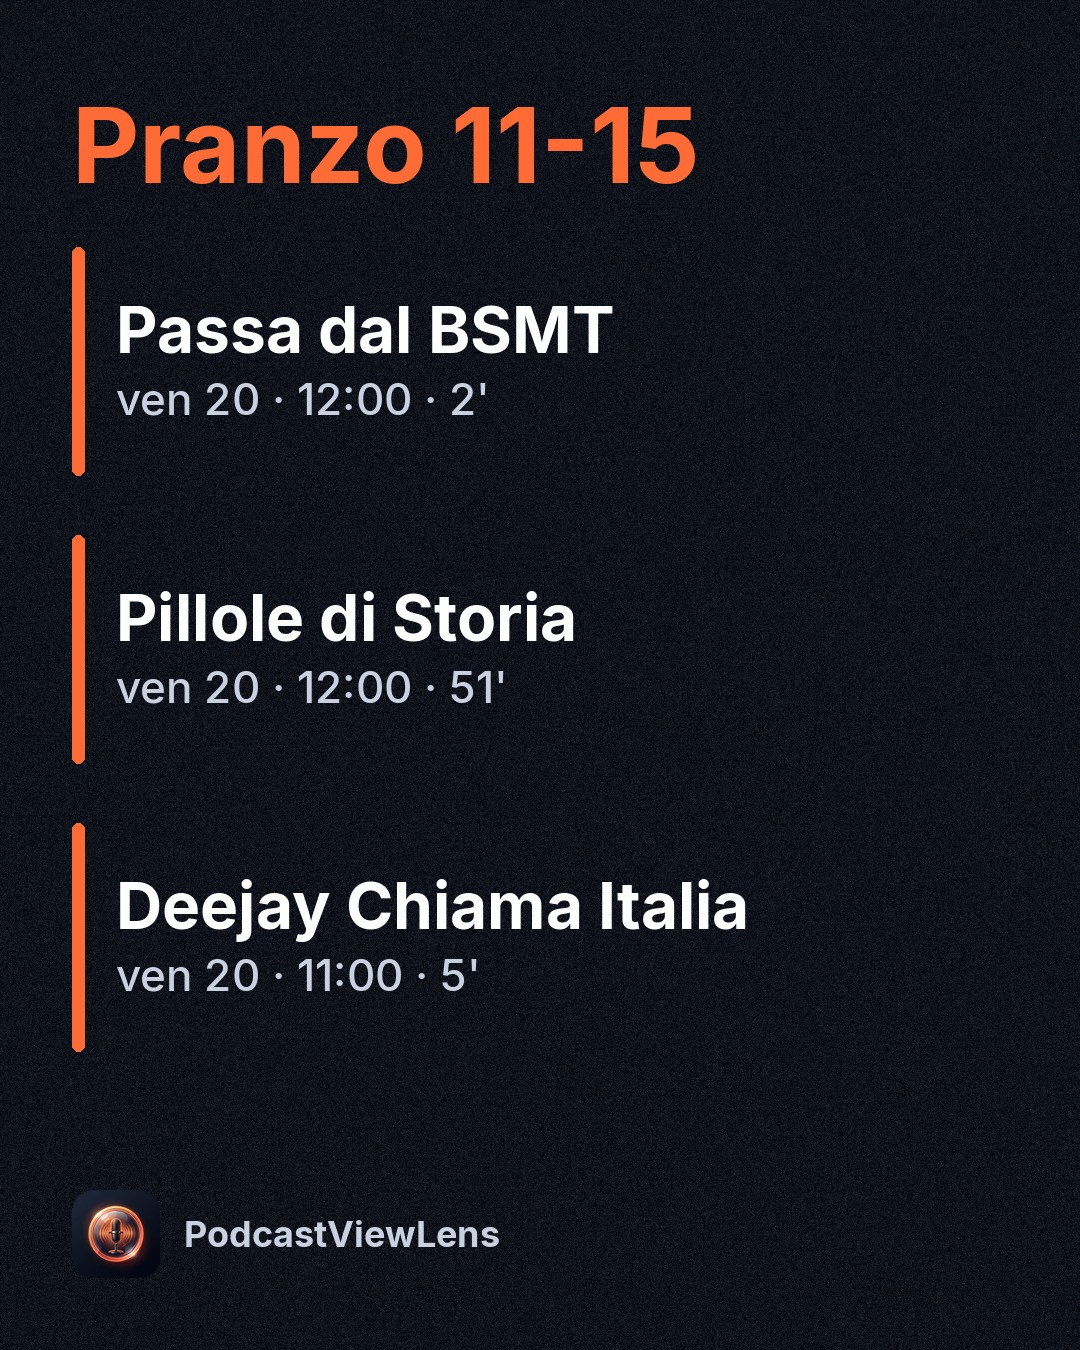 Pranzo 11-15
Passa dal BSMT
ven 20 · 12:00 · 2'
Pillole di Storia
ven 20 · 12:00 · 51'
Deejay Chiama Italia
ven 20 · 11:00 · 5'
PodcastViewLens